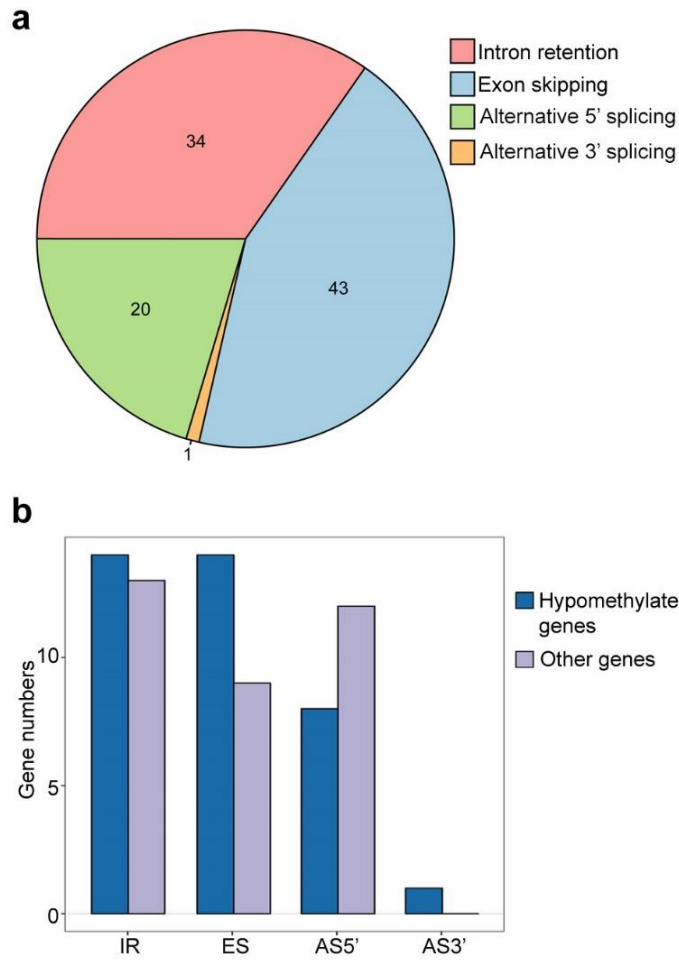 a
Intron retention
Exon skipping
Alternative 5' splicing
Alternative 3' splicing
34
43
20
1
b
Hypomethylate
genes
Other genes
Gene numbers
10
5
0
IR
ES
AS5'
AS3'